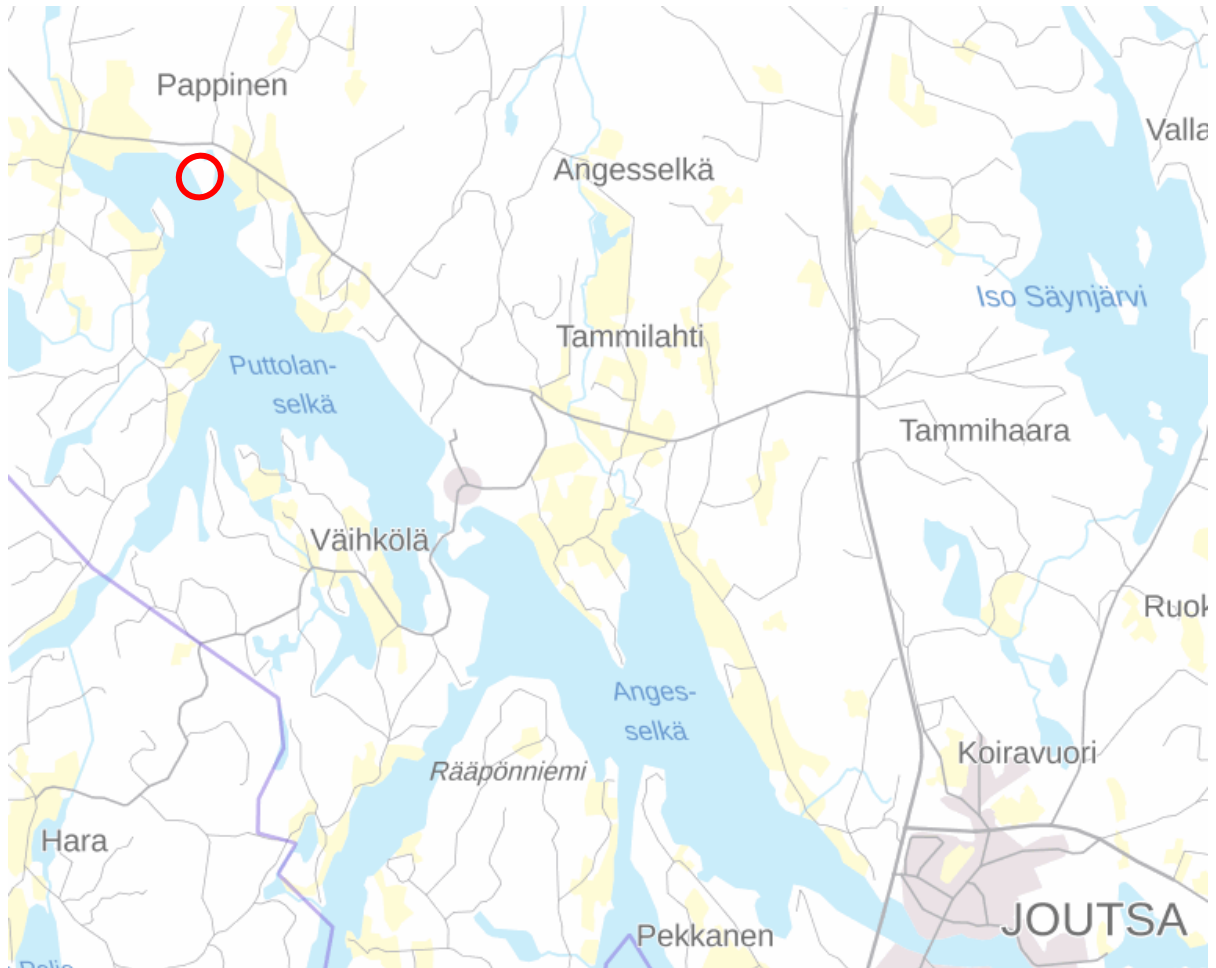 Pappinen
Valla
Angesselkä
Iso Säynjärvi
Tammilahti
Puttolan-
selkä
Tammihaara
Väihkölä
Ruok
Anges-
selkä
Koiravuori
Rääpönniemi
Hara
JOUTSA
Pekkanen